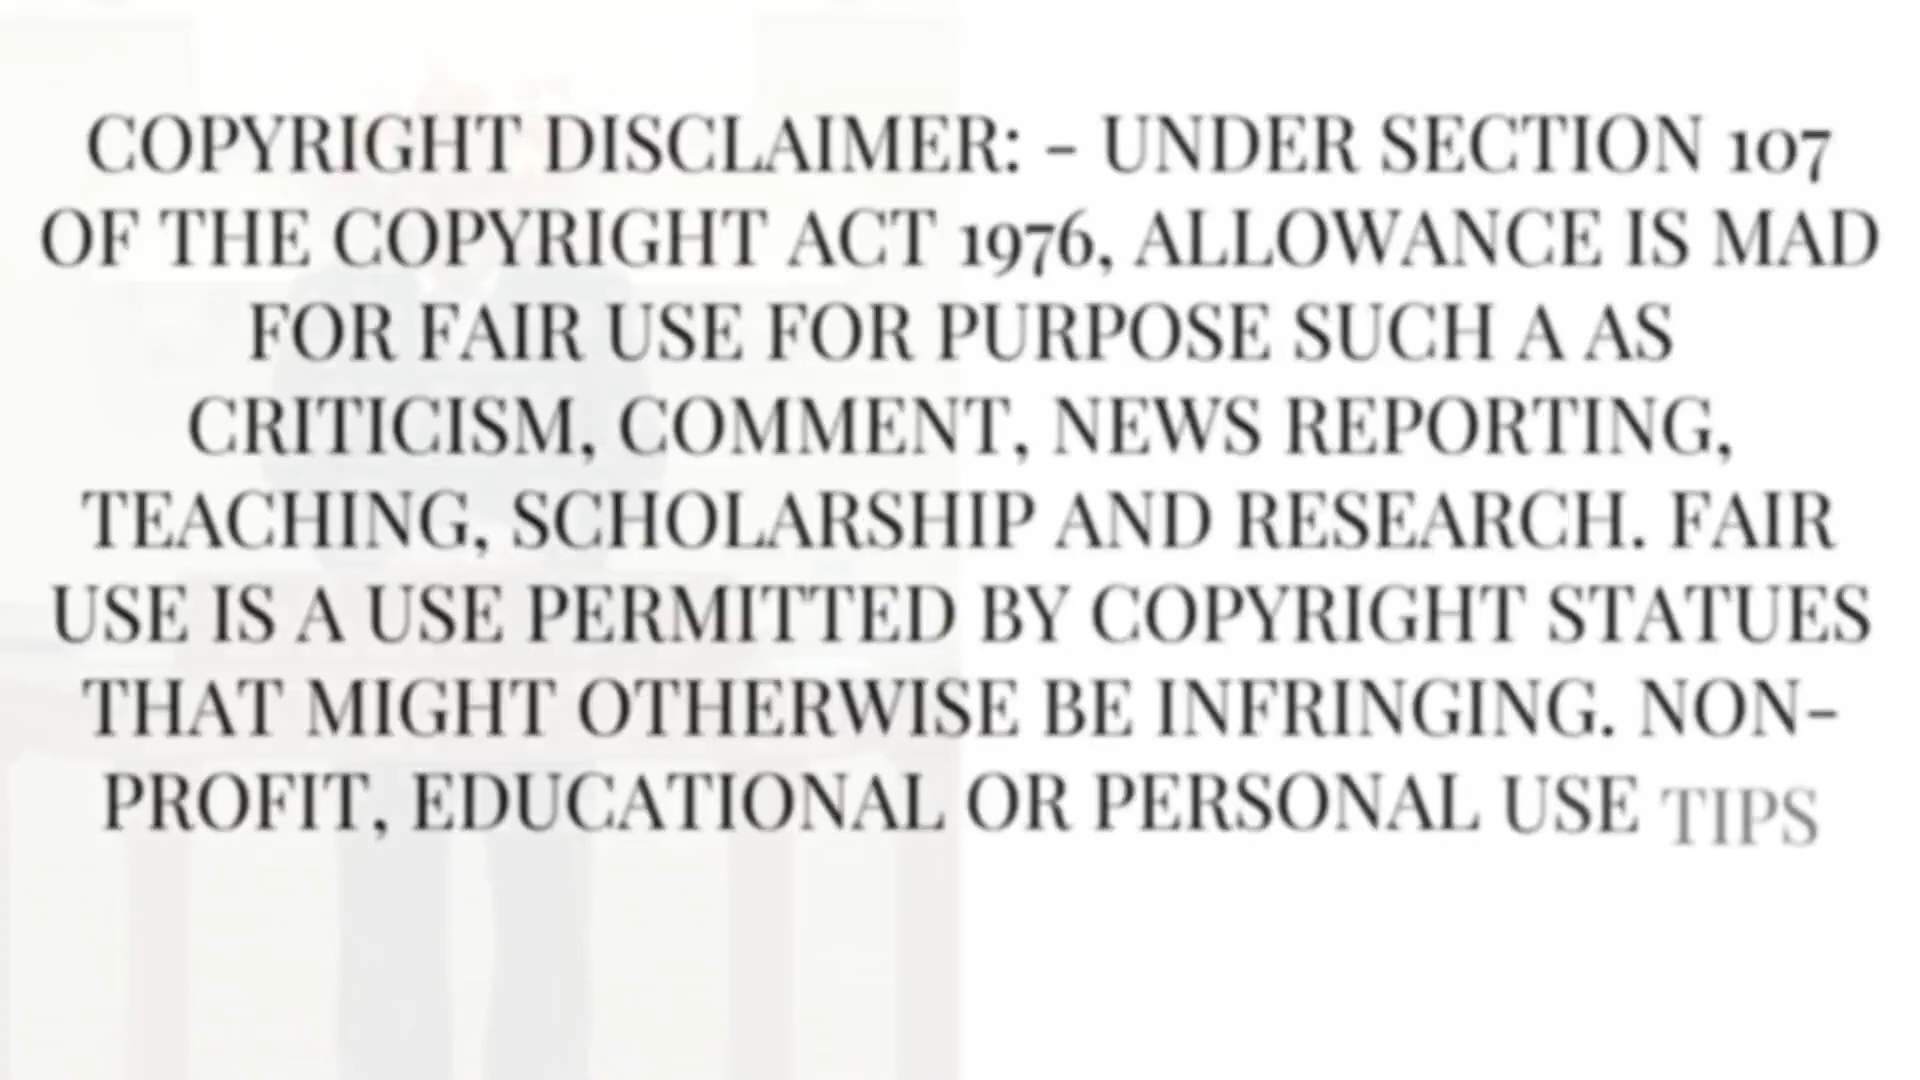 COPYRIGHT DISCLAIMER: - UNDER SECTION 107
OF THE COPYRIGHT ACT 1976, ALLOWANCE IS MAD
FOR FAIR USE FOR PURPOSE SUCH A AS
CRITICISM, COMMENT, NEWS REPORTING,
TEACHING, SCHOLARSHIP AND RESEARCH. FAIR
USE IS A USE PERMITTED BY COPYRIGHT STATUES
THAT MIGHT OTHERWISE BE INFRINGING. NON-
PROFIT, EDUCATIONAL OR PERSONAL USE TIPS